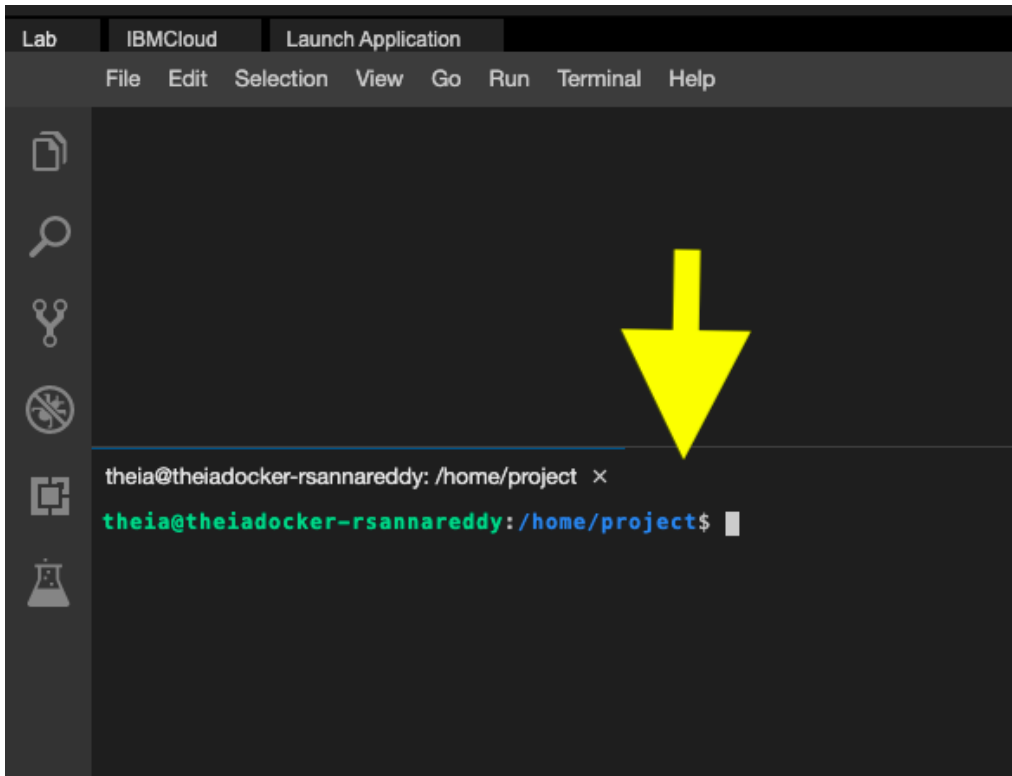 Lab IBMCloud Launch Application
File Edit Selection View Go Run Terminal Help
theia@theiadocker-rsannareddy: /home/project ×
theia@theiadocker-rsannareddy:/home/project$